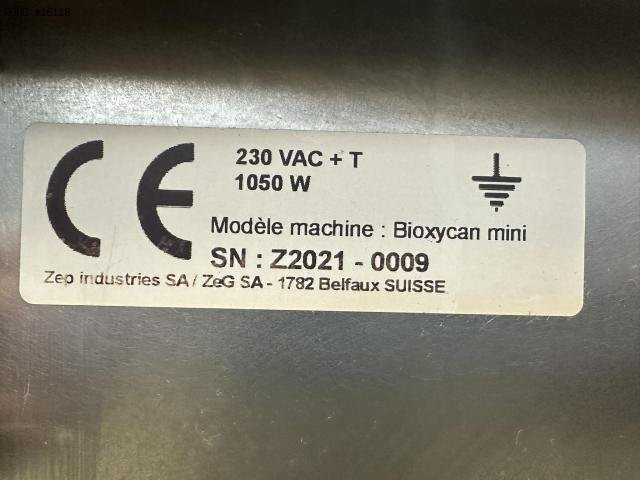 CE
230 VAC + T
1050 W
Modèle machine : Bioxycan mini
SN : Z2021 - 0009
Zep industries SA / ZeG SA - 1782 Belfaux SUISSE